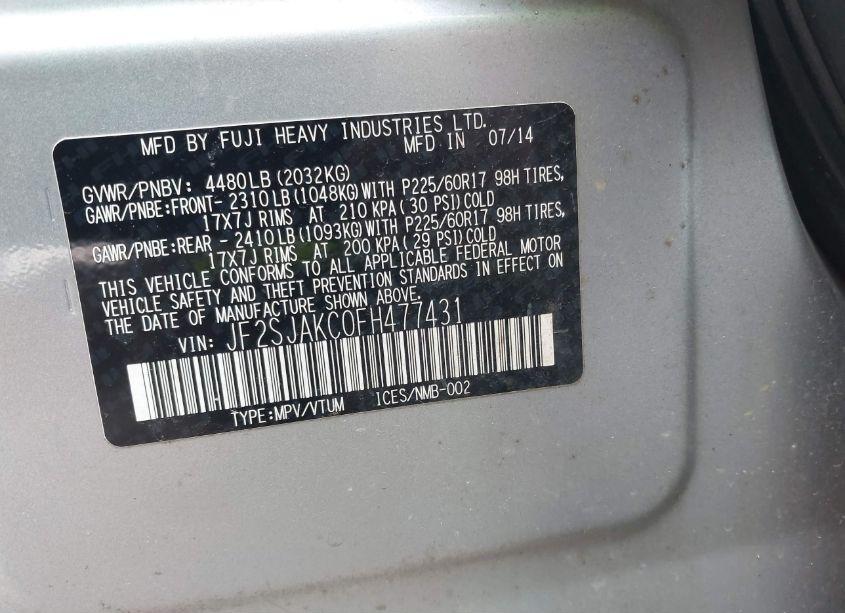 MFD BY FUJI HEAVY INDUSTRIES LTD.
MFD IN 07/14
GVWR/PNBV: 4480LB (2032KG)
GAWR/PNBE:FRONT- 2310LB (1048KG) WITH P225/60R17 98H TIRES,
17X7J RIMS AT 210 KPA (30 PSI) COLD
GAWR/PNBE:REAR - 2410LB (1093KG) WITH P225/60R17 98H TIRES,
17X7J RIMS AT 200 KPA (29 PSI) COLD
THIS VEHICLE CONFORMS TO ALL APPLICABLE FEDERAL MOTOR
VEHICLE SAFETY AND THEFT PREVENTION STANDARDS IN EFFECT ON
THE DATE OF MANUFACTURE SHOWN ABOVE.
VIN: JF2SJAKC0FH477431
TYPE:MPV/VTUM ICES/NMB-002